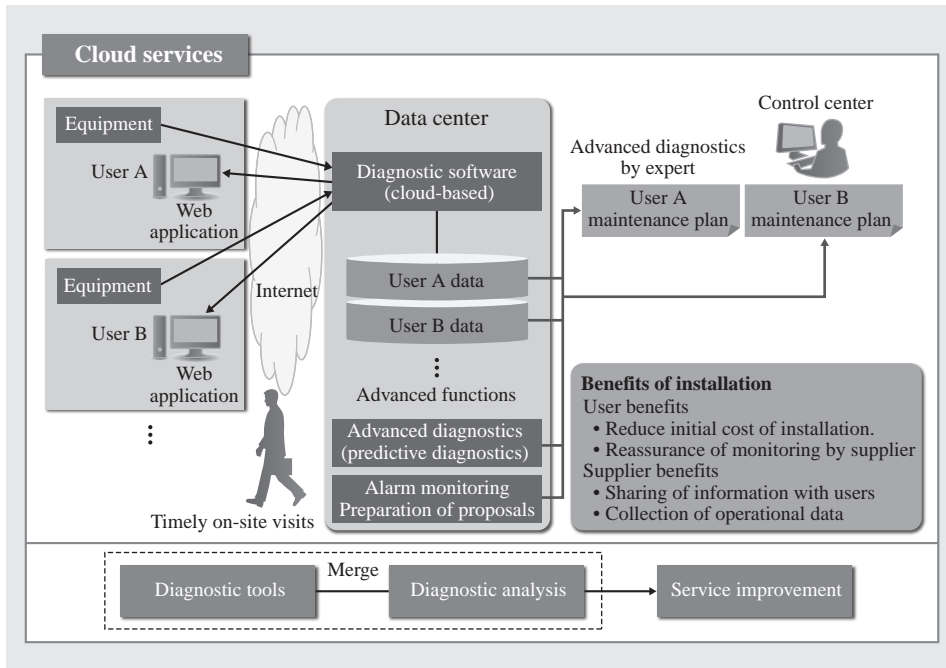 Cloud services
Equipment
User A
Web
application
Equipment
User B
Web
application
Internet
Timely on-site visits
Data center
Diagnostic software
(cloud-based)
User A data
User B data
Advanced functions
Advanced diagnostics
(predictive diagnostics)
Alarm monitoring
Preparation of proposals
Control center
Advanced diagnostics
by expert
User A
maintenance plan
User B
maintenance plan
Benefits of installation
User benefits
• Reduce initial cost of installation.
• Reassurance of monitoring by supplier
Supplier benefits
• Sharing of information with users
• Collection of operational data
Diagnostic tools
Merge
Diagnostic analysis
Service improvement